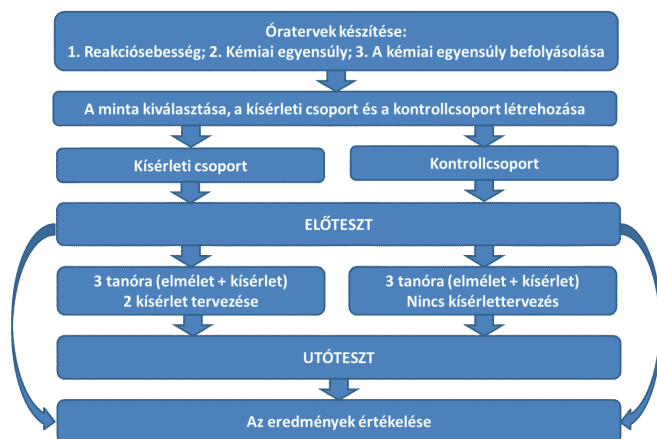 Óratervek készítése:
1. Reakciósebesség; 2. Kémiai egyensúly; 3. A kémiai egyensúly befolyásolása
A minta kiválasztása, a kísérleti csoport és a kontrollcsoport létrehozása
Kísérleti csoport
Kontrollcsoport
ELŐTESZT
3 tanóra (elmélet + kísérlet)
2 kísérlet tervezése
3 tanóra (elmélet + kísérlet)
Nincs kísérlettervezés
UTÓTESZT
Az eredmények értékelése